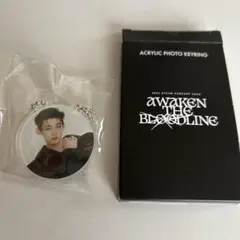 ACRYLIC PHOTO KEYRING
AWAKEN
THE
BLOODLINE